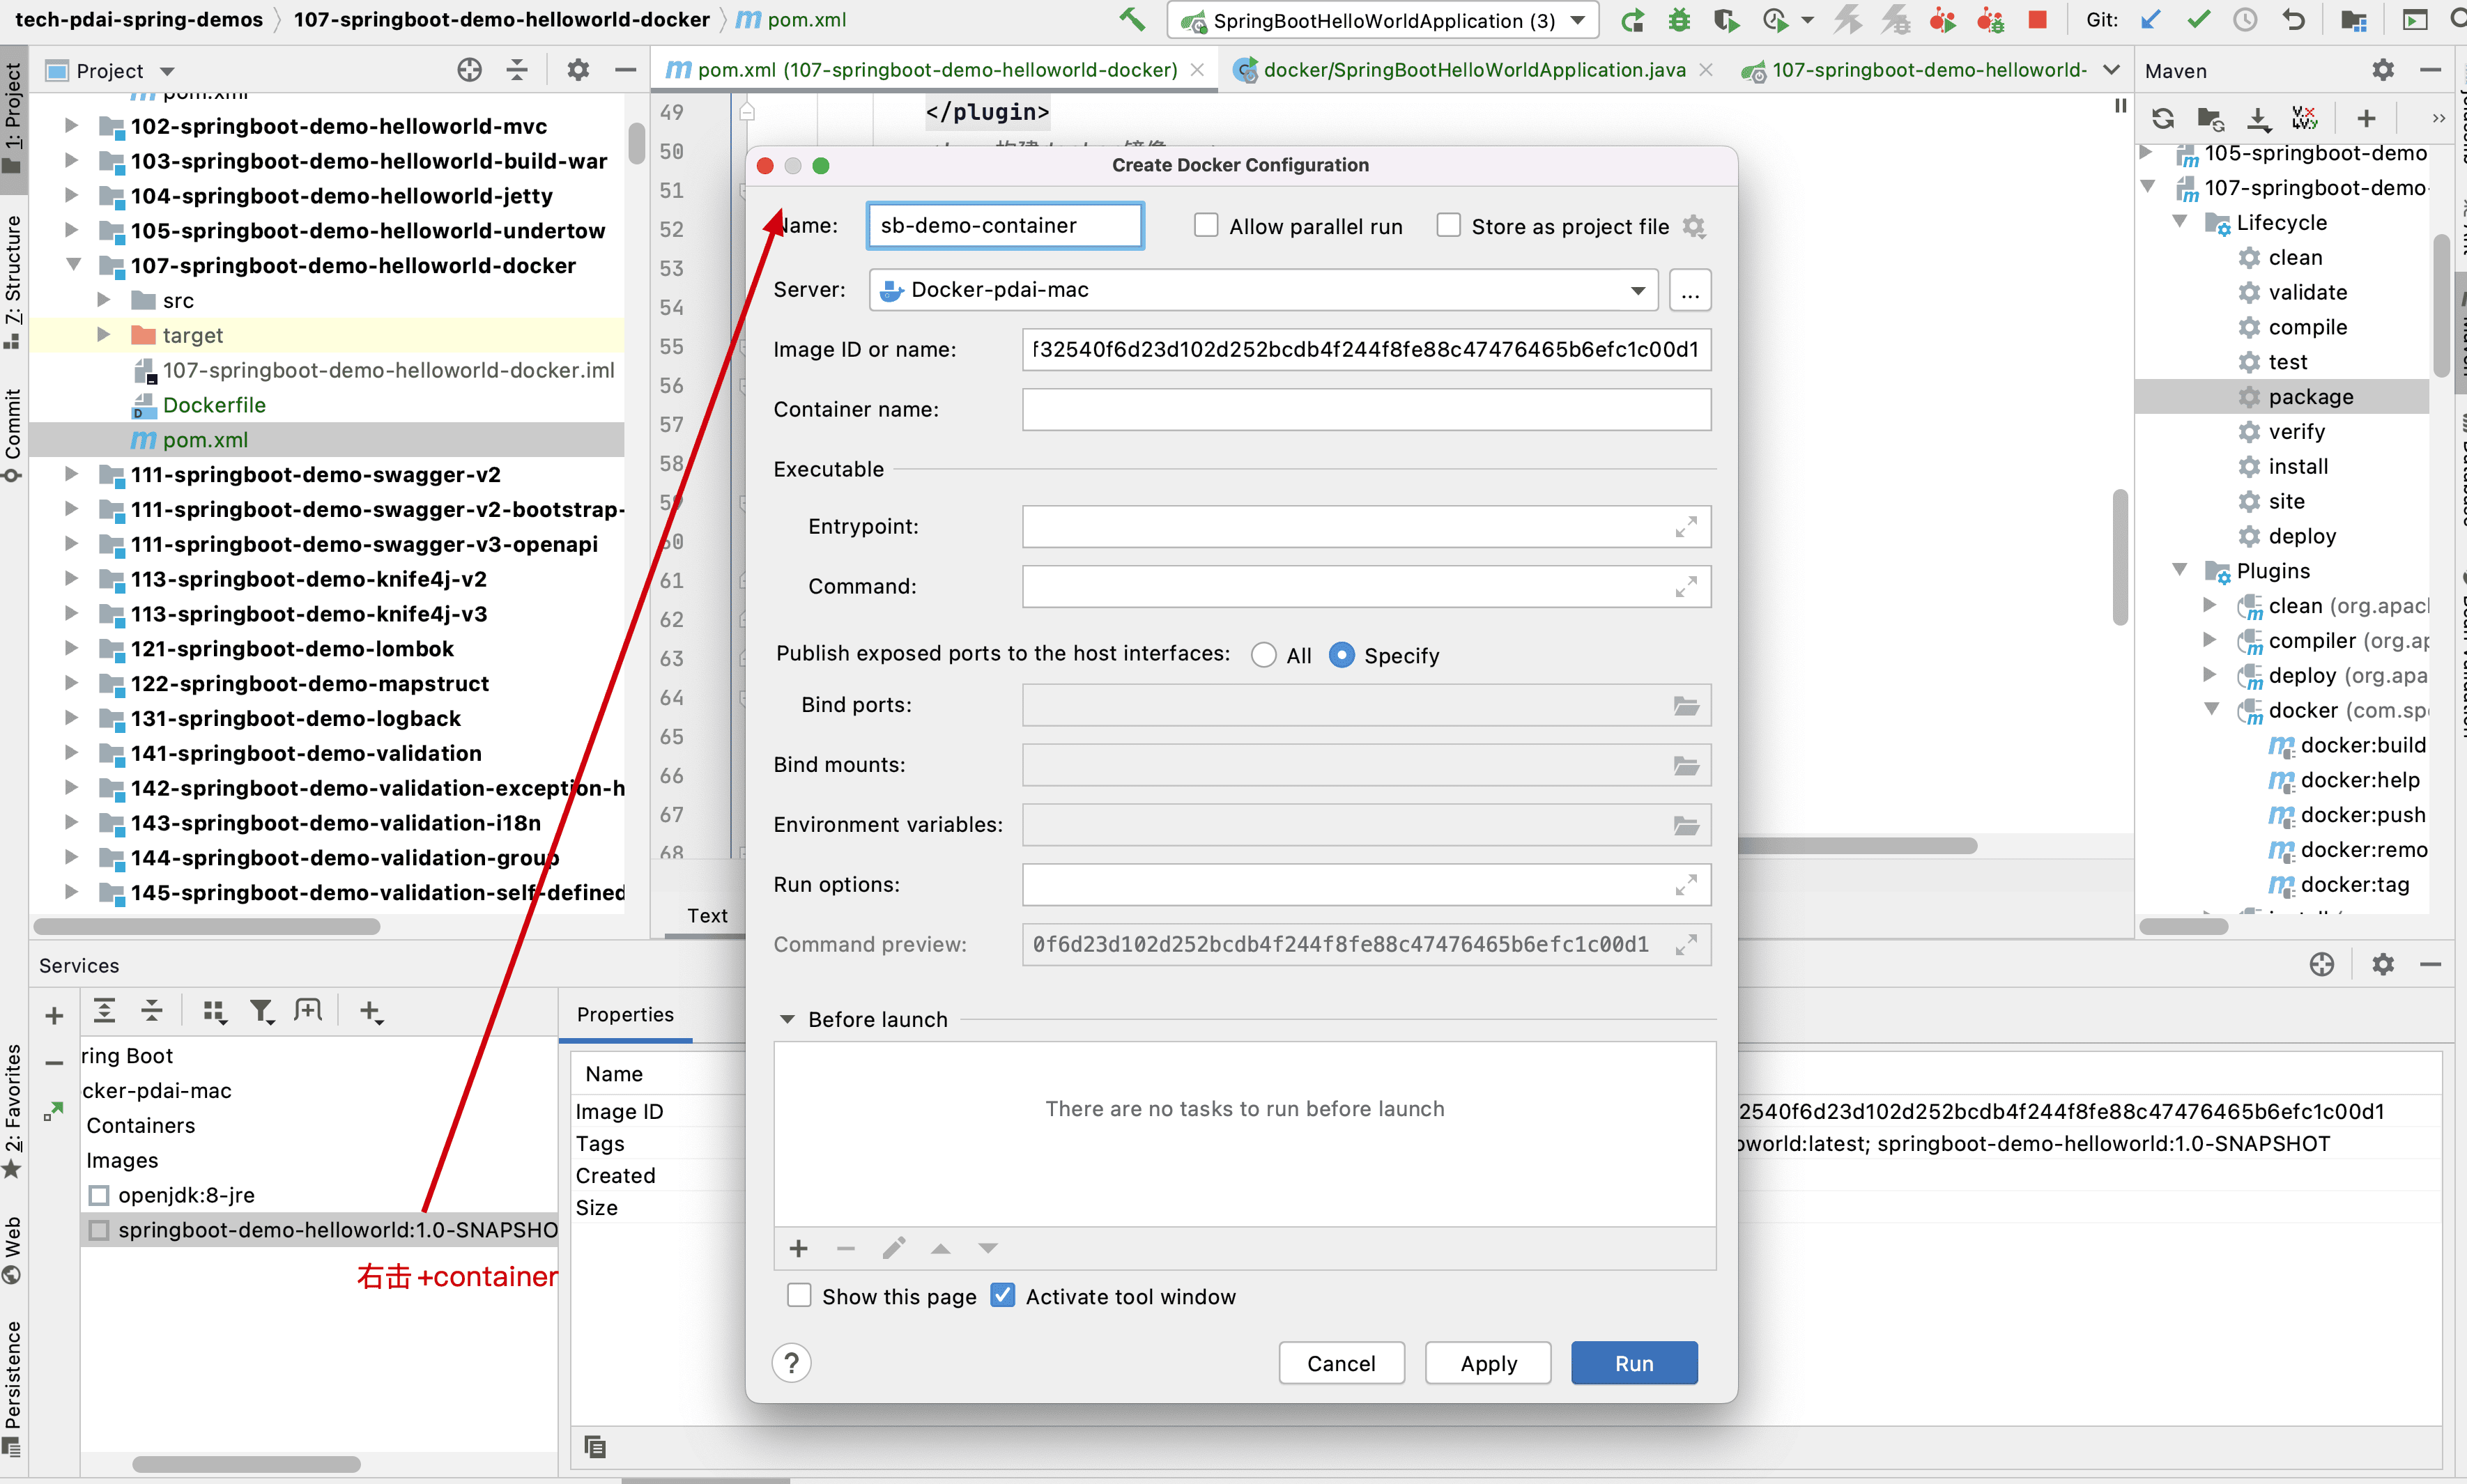 tech-pdai-spring-demos 107-springboot-demo-helloworld-docker pom.xml
SpringBootHelloWorldApplication (3)
Git:
1: Project
Z: Structure
Commit
2: Favorites
Web
Persistence
Project
pom.xml
102-springboot-demo-helloworld-mvc
103-springboot-demo-helloworld-build-war
104-springboot-demo-helloworld-jetty
105-springboot-demo-helloworld-undertow
107-springboot-demo-helloworld-docker
src
target
107-springboot-demo-helloworld-docker.iml
Dockerfile
pom.xml
111-springboot-demo-swagger-v2
111-springboot-demo-swagger-v2-bootstrap-
111-springboot-demo-swagger-v3-openapi
113-springboot-demo-knife4j-v2
113-springboot-demo-knife4j-v3
121-springboot-demo-lombok
122-springboot-demo-mapstruct
131-springboot-demo-logback
141-springboot-demo-validation
142-springboot-demo-validation-exception-h
143-springboot-demo-validation-i18n
144-springboot-demo-validation-group
145-springboot-demo-validation-self-defined
pom.xml (107-springboot-demo-helloworld-docker)
docker/SpringBootHelloWorldApplication.java
107-springboot-demo-helloworld-
49
50
51
52
53
54
55
56
57
58
59
60
61
62
63
64
65
66
67
68
</plugin>
Text
Create Docker Configuration
Name: sb-demo-container
Allow parallel run
Store as project file
Server: Docker-pdai-mac
...
Image ID or name: f32540f6d23d102d252bcdb4f244f8fe88c47476465b6efc1c00d1
Container name:
Executable
Entrypoint:
Command:
Publish exposed ports to the host interfaces: All Specify
Bind ports:
Bind mounts:
Environment variables:
Run options:
Command preview: 0f6d23d102d252bcdb4f244f8fe88c47476465b6efc1c00d1
Before launch
There are no tasks to run before launch
Show this page Activate tool window
?
Cancel
Apply
Run
Maven
105-springboot-demo
107-springboot-demo-
Lifecycle
clean
validate
compile
test
package
verify
install
site
deploy
Plugins
clean (org.apac
compiler (org.ap
deploy (org.apa
docker (com.spo
docker:build
docker:help
docker:push
docker:remo
docker:tag
Services
ring Boot
cker-pdai-mac
Containers
Images
openjdk:8-jre
springboot-demo-helloworld:1.0-SNAPSHO
右击+container
Properties
Name
Image ID
Tags
Created
Size
2540f6d23d102d252bcdb4f244f8fe88c47476465b6efc1c00d1
oworld:latest; springboot-demo-helloworld:1.0-SNAPSHOT